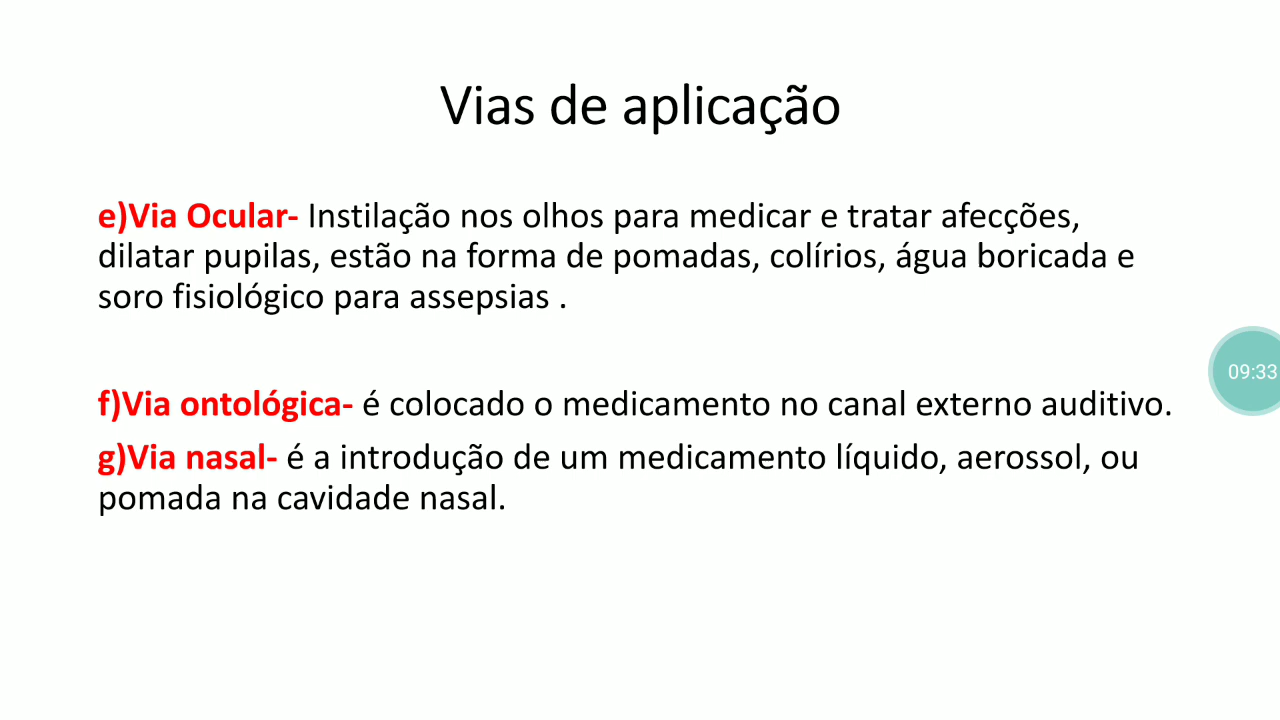 Vias de aplicação
e)Via Ocular- Instilação nos olhos para medicar e tratar afecções,
dilatar pupilas, estão na forma de pomadas, colírios, água boricada e
soro fisiológico para assepsias .
09:33
f)Via ontológica- é colocado o medicamento no canal externo auditivo.
g)Via nasal- é a introdução de um medicamento líquido, aerossol, ou
pomada na cavidade nasal.